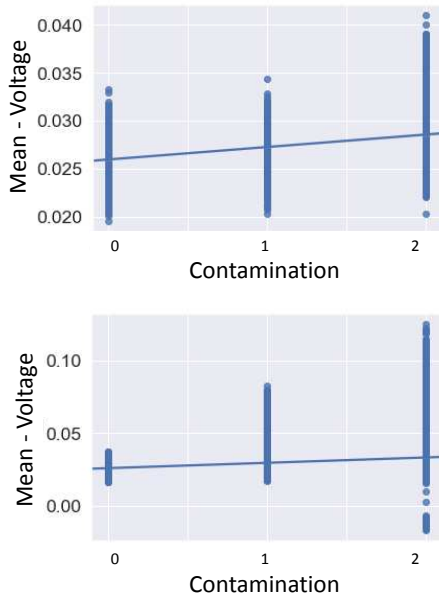 Mean - Voltage
0.040
0.035
0.030
0.025
0.020
0 1 2
Contamination
Mean - Voltage
0.10
0.05
0.00
0 1 2
Contamination